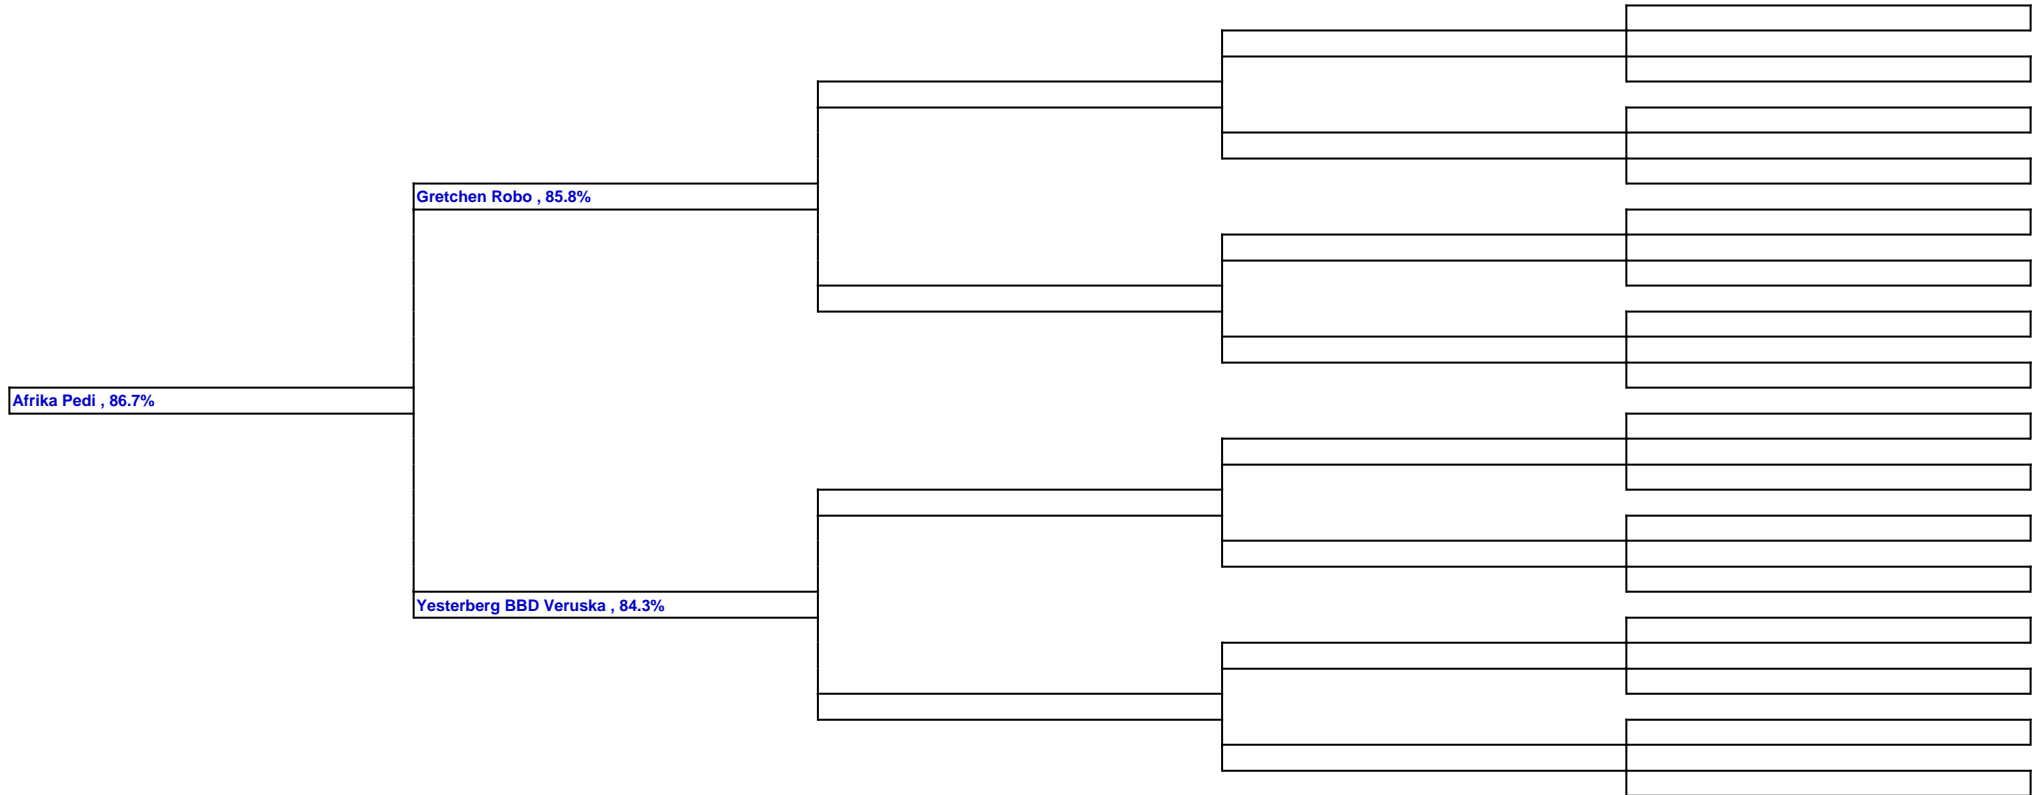 Gretchen Robo , 85.8%
Afrika Pedi , 86.7%
Yesterberg BBD Veruska , 84.3%